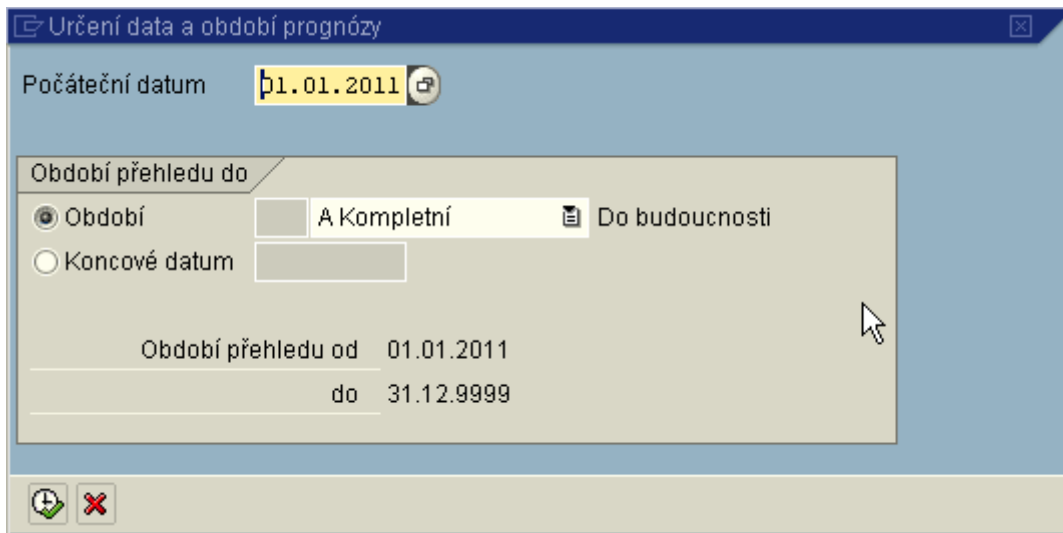 Určení data a období prognózy
Počáteční datum 01.01.2011
Období přehledu do
Období A Kompletní Do budoucnosti
Koncové datum
Období přehledu od 01.01.2011
do 31.12.9999